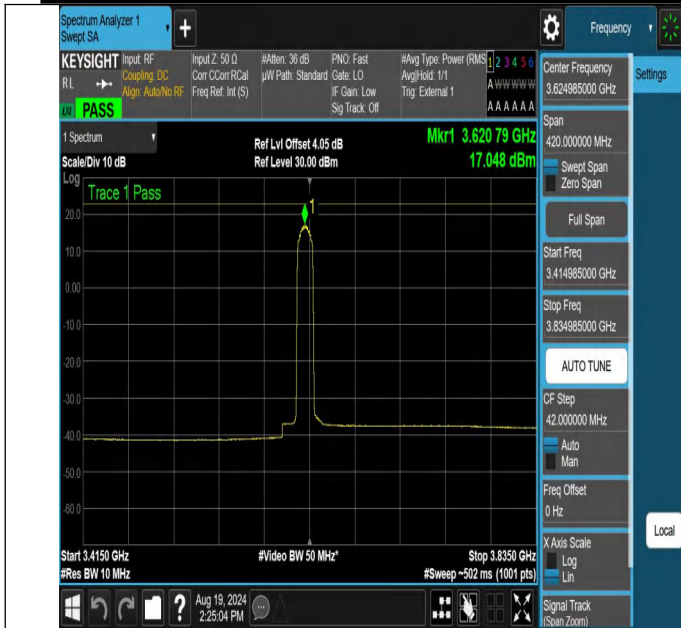 Spectrum Analyzer 1
Swept SA
+
Frequency
KEYSIGHT
RL
PASS
Input: RF
Coupling: DC
Align: Auto/No RF
Input Z: 50 Ω
Corr CCorr RCal
Freq Ref: Int (S)
#Atten: 36 dB
µW Path: Standard
PNO: Fast
Gate: LO
IF Gain: Low
Sig Track: Off
#Avg Type: Power (RMS
Avg|Hold: 1/1
Trig: External 1
1 2 3 4 5 6
A W W W W W
A A A A A A
Center Frequency
3.624985000 GHz
Settings
Span
420.000000 MHz
Swept Span
Zero Span
Full Span
Start Freq
3.414985000 GHz
Stop Freq
3.834985000 GHz
AUTO TUNE
CF Step
42.000000 MHz
Auto
Man
Freq Offset
0 Hz
X Axis Scale
Log
Lin
Local
Signal Track
(Span Zoom)
1 Spectrum
Scale/Div 10 dB
Ref Lvl Offset 4.05 dB
Ref Level 30.00 dBm
Mkr1 3.620 79 GHz
17.048 dBm
Log
Trace 1 Pass
1
20.0
10.0
0.00
-10.0
-20.0
-30.0
-40.0
-50.0
-60.0
Start 3.4150 GHz
#Res BW 10 MHz
#Video BW 50 MHz*
Stop 3.8350 GHz
#Sweep ~502 ms (1001 pts)
?
Aug 19, 2024
2:25:04 PM